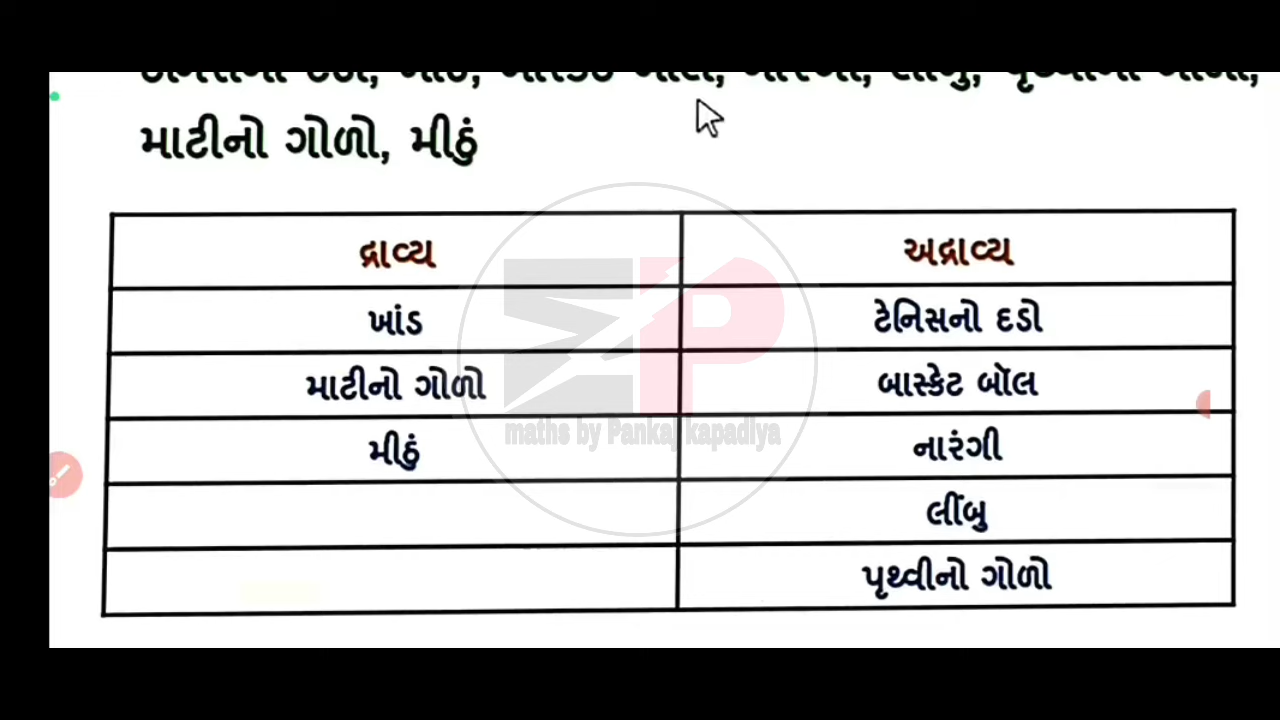 માટીનો ગોળો, મીઠું
દ્રાવ્ય અદ્રાવ્ય
ખાંડ ટેનિસનો દડો
માટીનો ગોળો બાસ્કેટ બૉલ
મીઠું નારંગી
લીંબુ
પૃથ્વીનો ગોળો
maths by Pankaj kapadiya